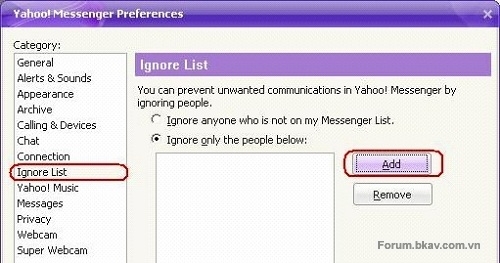 Yahoo! Messenger Preferences
Category:
General
Alerts & Sounds
Appearance
Archive
Calling & Devices
Chat
Connection
Ignore List
Yahoo! Music
Messages
Privacy
Webcam
Super Webcam
Ignore List
You can prevent unwanted communications in Yahoo! Messenger by
ignoring people.
Ignore anyone who is not on my Messenger List.
Ignore only the people below:
Add
Remove
Forum.bkav.com.vn